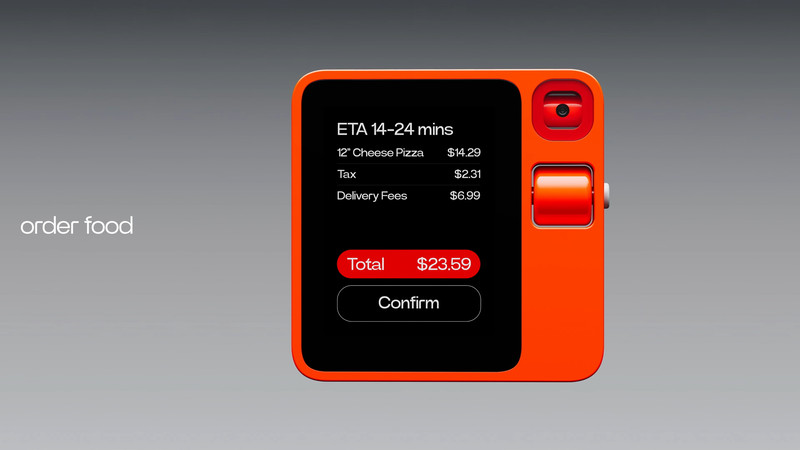 order food
ETA 14-24 mins
12" Cheese Pizza $14.29
Tax $2.31
Delivery Fees $6.99
Total $23.59
Confirm